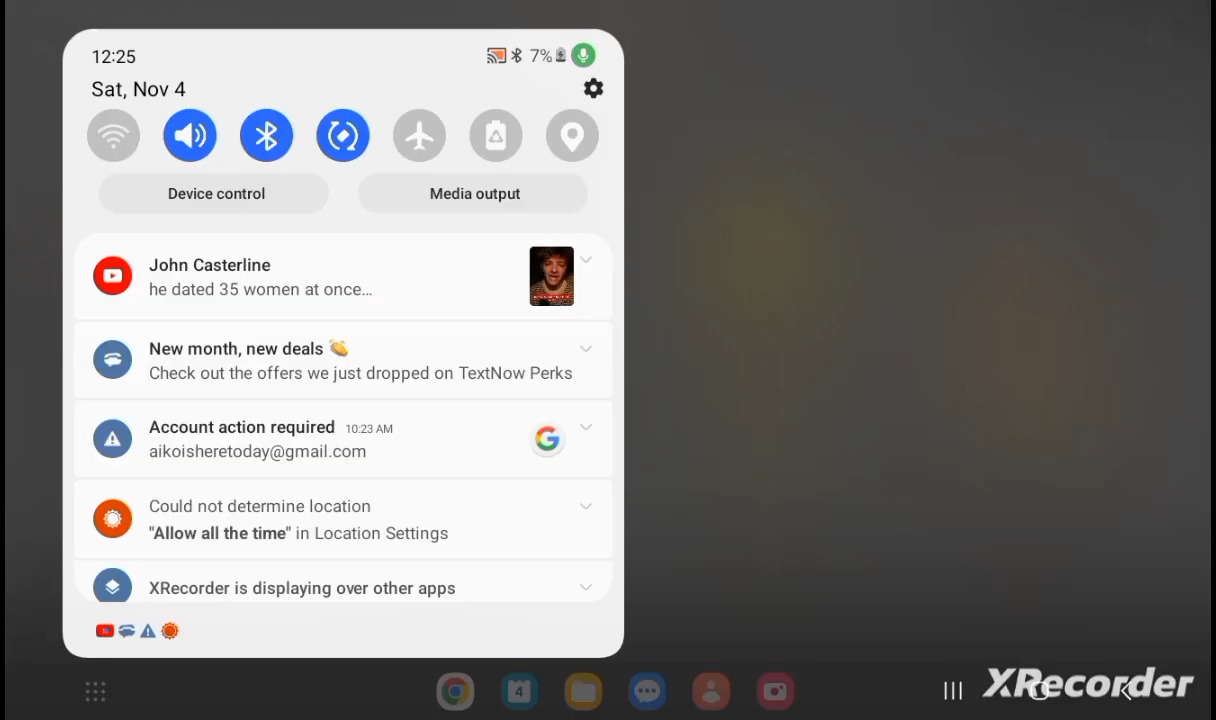 12:25
7%
Sat, Nov 4
Device control
Media output
John Casterline
he dated 35 women at once...
New month, new deals
Check out the offers we just dropped on TextNow Perks
Account action required 10:23 AM
aikoisheretoday@gmail.com
G
Could not determine location
"Allow all the time" in Location Settings
XRecorder is displaying over other apps
4
XRecorder